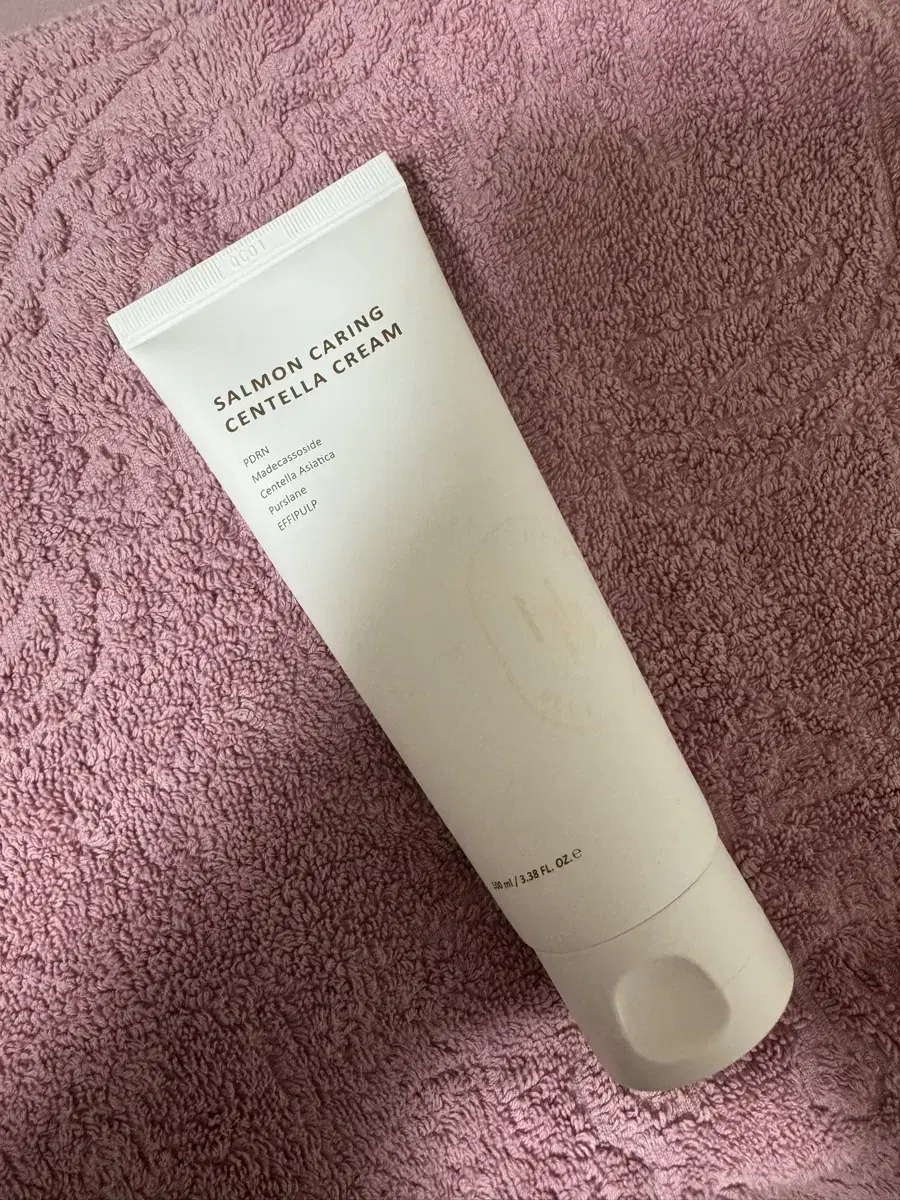 SALMON CARING
CENTELLA CREAM
PDRN
Madecassoside
Centella Asiatica
Purslane
EFFIPULP
100 ml / 3.38 FL. OZ.℮